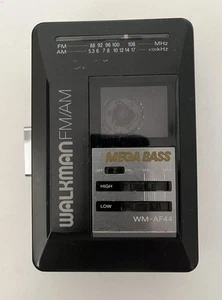 FM 88 92 96 100 108 MHz
AM 5.3 6 7 8 10 12 14 17 ×100kHz
WALKMAN FM/AM
MEGA BASS
HIGH
LOW
WM-AF44